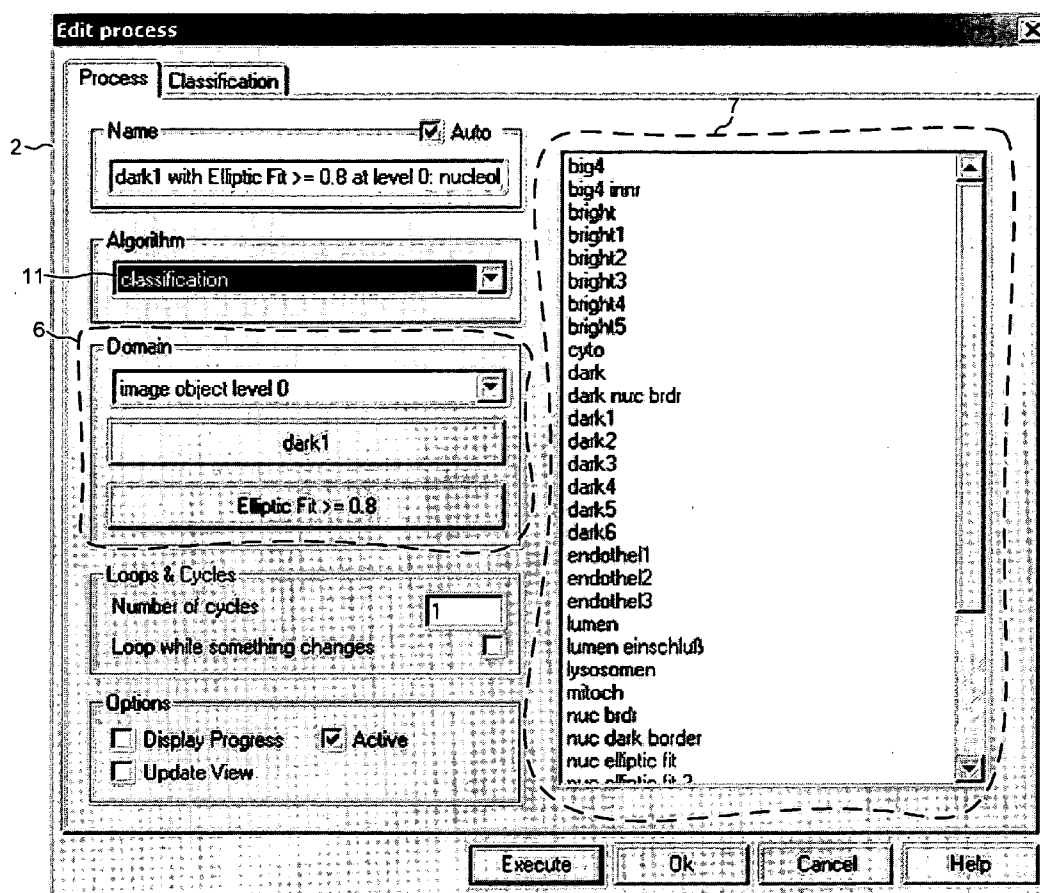 Edit process
Process
Classification
2
Name
Auto
dark1 with Elliptic Fit >= 0.8 at level 0: nucleol
Algorithm
11
classification
6
Domain
image object level 0
dark1
Elliptic Fit >= 0.8
Loops & Cycles
Number of cycles
1
Loop while something changes
Options
Display Progress
Active
Update View
big4
big4 innr
bright
bright1
bright2
bright3
bright4
bright5
cyto
dark
dark nuc brdr
dark1
dark2
dark3
dark4
dark5
dark6
endothel1
endothel2
endothel3
lumen
lumen einschluß
lysosomen
mitoch
nuc brdr
nuc dark border
nuc elliptic fit
nuc elliptic fit 2
Execute
Ok
Cancel
Help